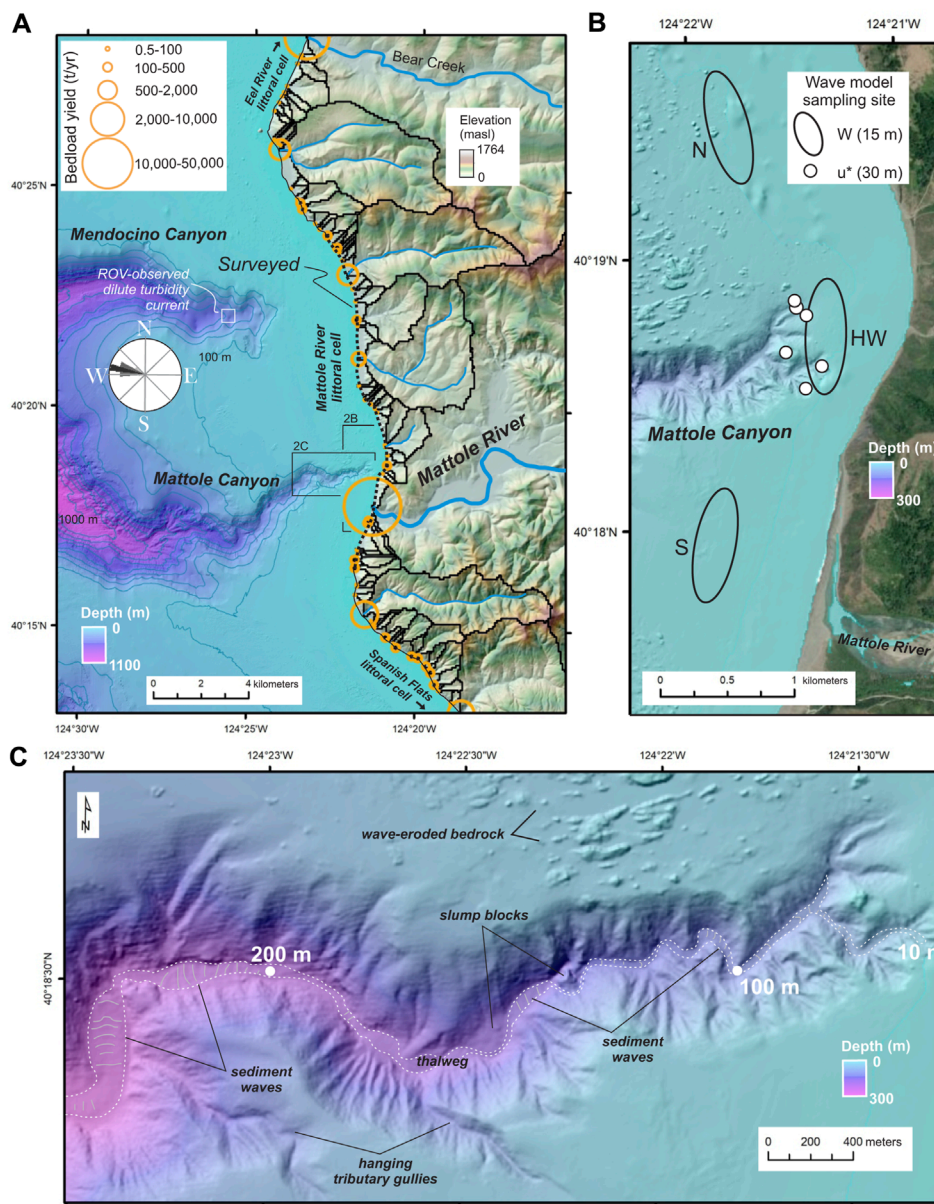 A
Bedload yield (t/yr)
0.5-100
100-500
500-2,000
2,000-10,000
10,000-50,000
Eel River
littoral cell
Bear Creek
Elevation
(masl)
1764
0
40°25'N
Mendocino Canyon
ROV-observed
dilute turbidity
current
Surveyed
100 m
N
W
E
S
Mattole River
littoral cell
40°20'N
2B
2C
Mattole River
Mattole Canyon
1000 m
40°15'N
Depth (m)
0
1100
Spanish Flats
littoral cell
0 2 4 kilometers
124°30'W
124°25'W
124°20'W
B
124°22'W
124°21'W
Wave model
sampling site
W (15 m)
u* (30 m)
N
40°19'N
HW
Mattole Canyon
Depth (m)
0
300
40°18'N
S
Mattole River
0 0.5 1 kilometers
C
124°23'30"W
124°23'W
124°22'30"W
124°22'W
124°21'30"W
N
wave-eroded bedrock
slump blocks
200 m
10 m
100 m
40°18'30"N
sediment
waves
thalweg
sediment
waves
Depth (m)
0
300
hanging
tributary gullies
0 200 400 meters